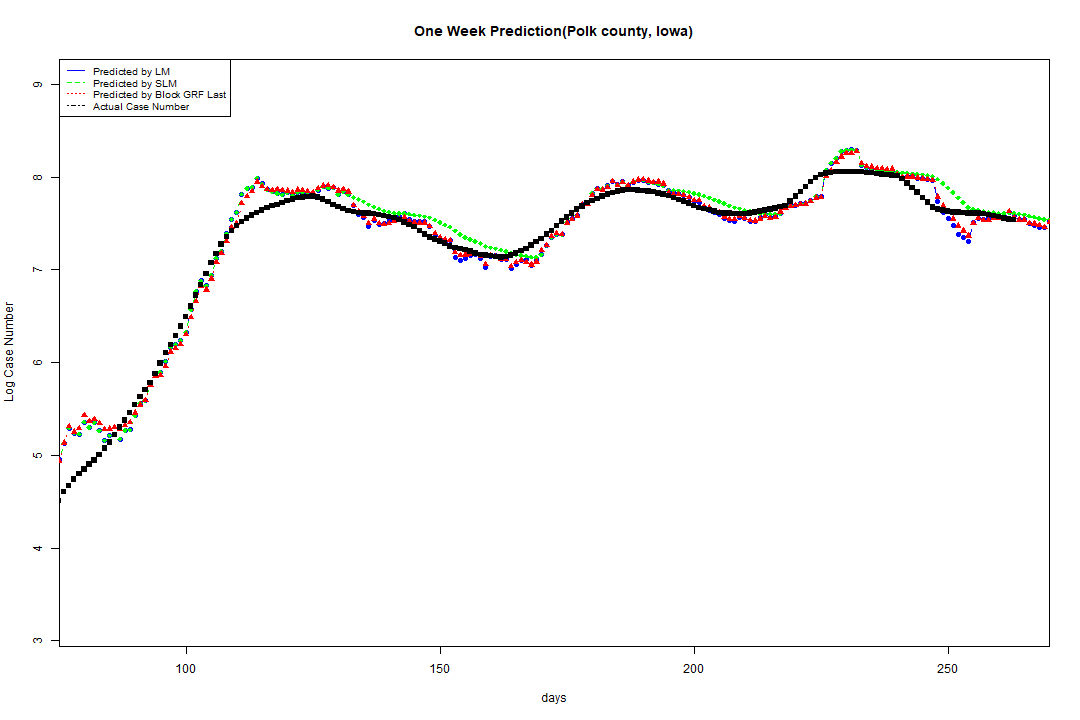 One Week Prediction(Polk county, Iowa)
Predicted by LM
Predicted by SLM
Predicted by Block GRF Last
Actual Case Number
9
8
7
6
5
4
3
Log Case Number
100 150 200 250
days